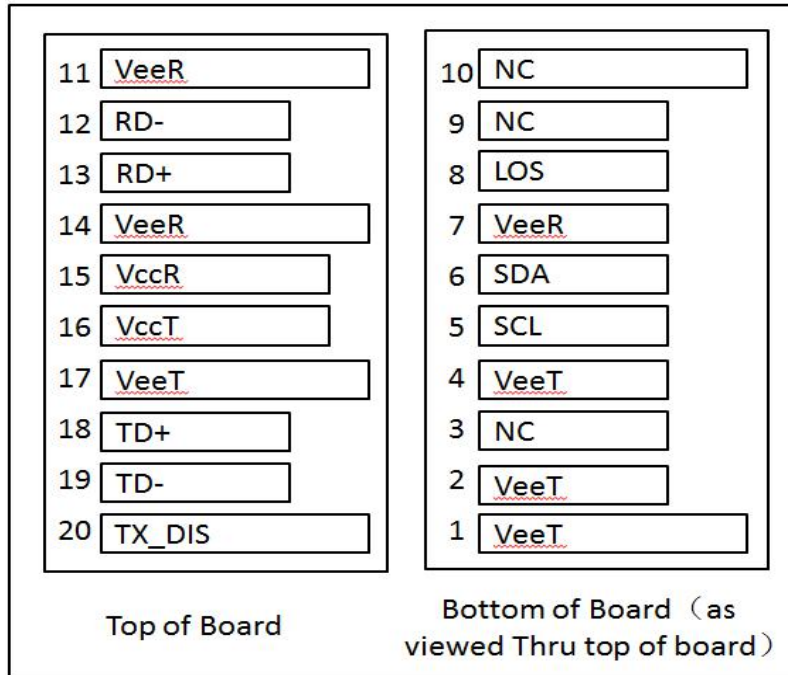 11 VeeR
12 RD-
13 RD+
14 VeeR
15 VccR
16 VccT
17 VeeT
18 TD+
19 TD-
20 TX_DIS
Top of Board
10 NC
9 NC
8 LOS
7 VeeR
6 SDA
5 SCL
4 VeeT
3 NC
2 VeeT
1 VeeT
Bottom of Board（as
viewed Thru top of board）